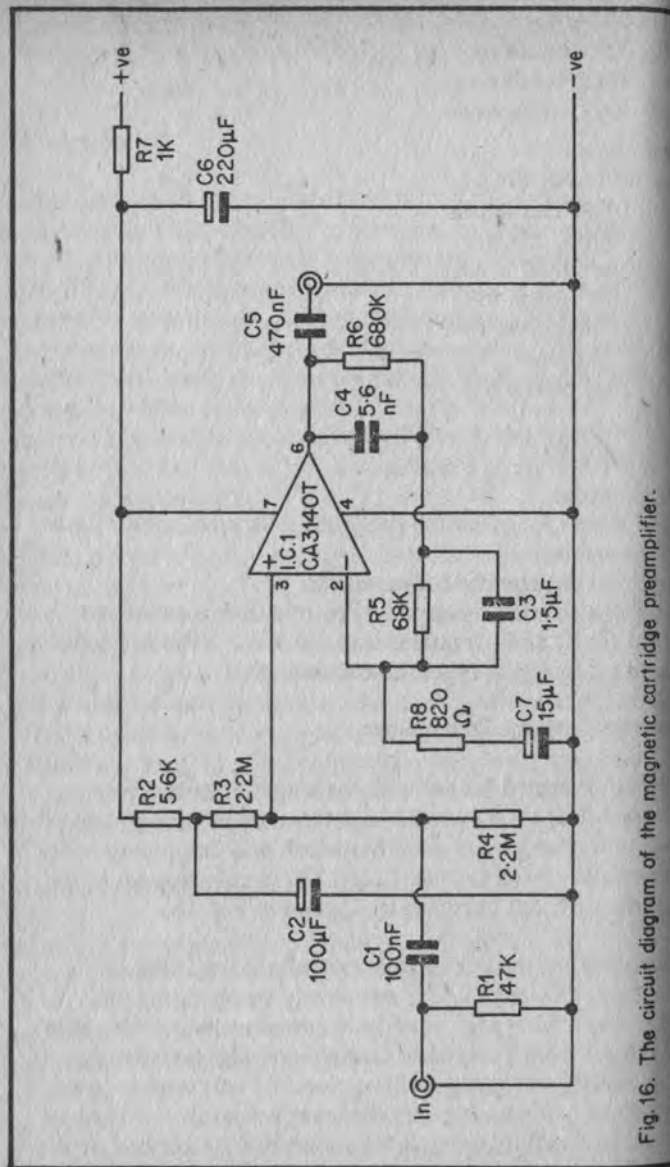 +ve
R7
1K
C6
220µF
-ve
C5
470nF
R6
680K
C4
5·6
nF
6
7
4
+
I.C.1
CA3140T
-
3
2
R5
68K
C3
1·5µF
R8
820
Ω
C7
15µF
R2
5·6K
R3
2·2M
C2
100µF
R4
2·2M
C1
100nF
R1
47K
In
Fig.16. The circuit diagram of the magnetic cartridge preamplifier.